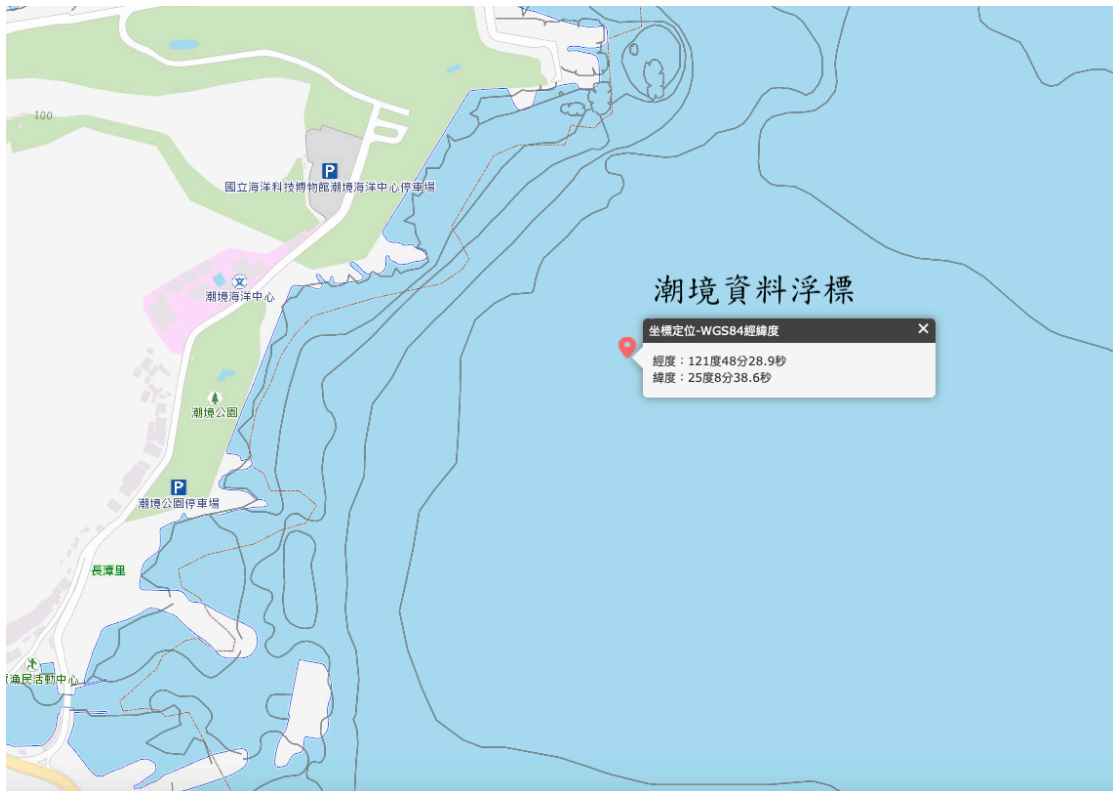 100
國立海洋科技博物館潮境海洋中心停車場
潮境海洋中心
潮境資料浮標
坐標定位-WGS84經緯度
經度：121度48分28.9秒
緯度：25度8分38.6秒
潮境公園
潮境公園停車場
長潭里
漁民活動中心